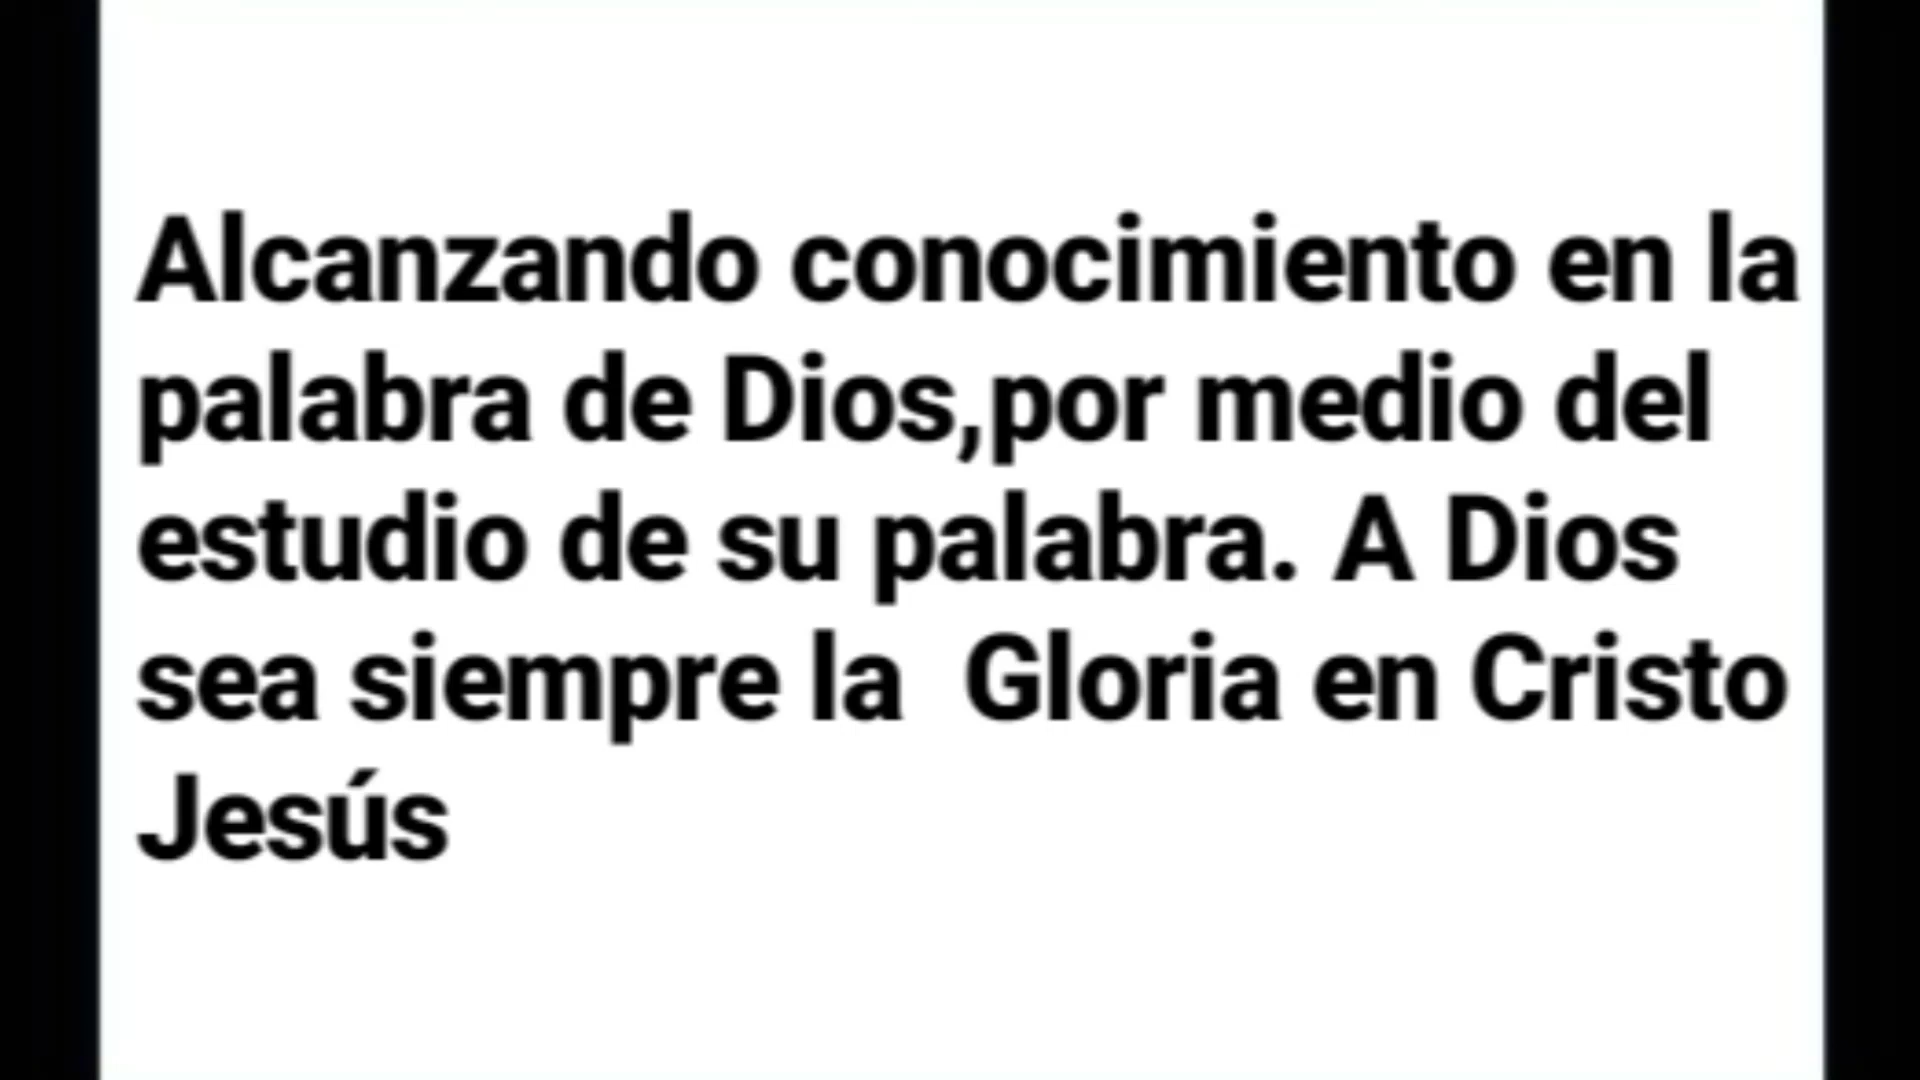 Alcanzando conocimiento en la
palabra de Dios,por medio del
estudio de su palabra. A Dios
sea siempre la  Gloria en Cristo
Jesús